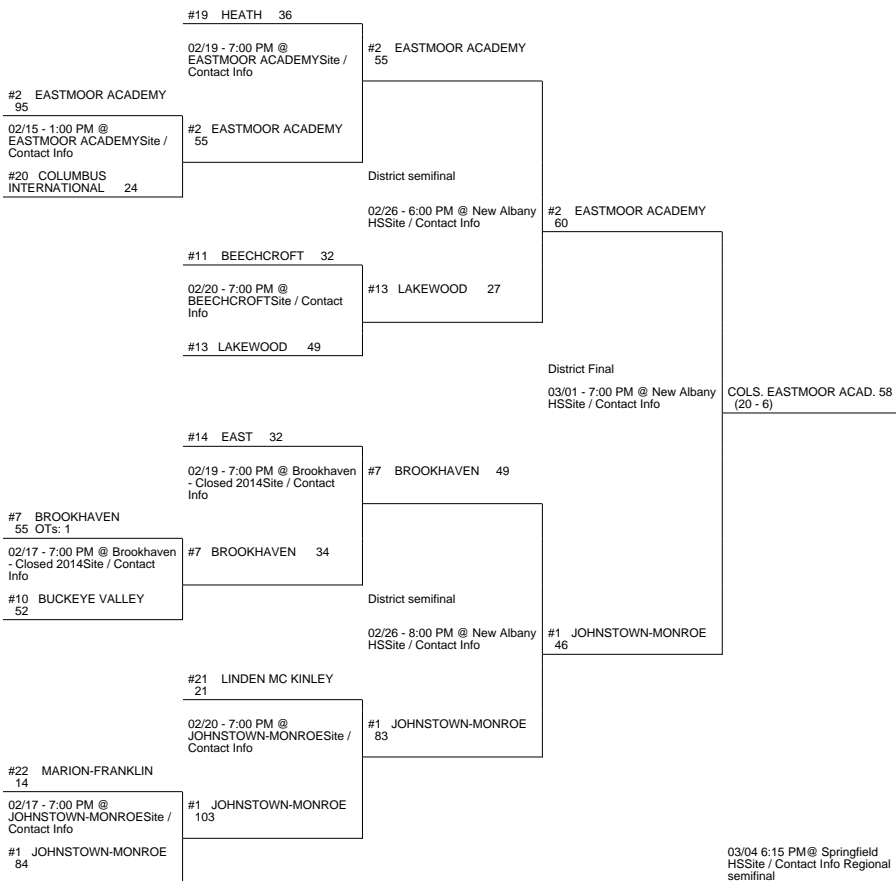 #19 HEATH 36
02/19 - 7:00 PM @
EASTMOOR ACADEMYSite /
Contact Info
#2 EASTMOOR ACADEMY
55
#2 EASTMOOR ACADEMY
95
02/15 - 1:00 PM @
EASTMOOR ACADEMYSite /
Contact Info
#2 EASTMOOR ACADEMY
55
#20 COLUMBUS
INTERNATIONAL 24
District semifinal
02/26 - 6:00 PM @ New Albany
HSSite / Contact Info
#2 EASTMOOR ACADEMY
60
#11 BEECHCROFT 32
02/20 - 7:00 PM @
BEECHCROFTSite / Contact
Info
#13 LAKEWOOD 27
#13 LAKEWOOD 49
District Final
03/01 - 7:00 PM @ New Albany
HSSite / Contact Info
COLS. EASTMOOR ACAD. 58
(20 - 6)
#14 EAST 32
02/19 - 7:00 PM @ Brookhaven
- Closed 2014Site / Contact
Info
#7 BROOKHAVEN 49
#7 BROOKHAVEN
55 OTs: 1
02/17 - 7:00 PM @ Brookhaven
- Closed 2014Site / Contact
Info
#7 BROOKHAVEN 34
#10 BUCKEYE VALLEY
52
District semifinal
02/26 - 8:00 PM @ New Albany
HSSite / Contact Info
#1 JOHNSTOWN-MONROE
46
#21 LINDEN MC KINLEY
21
02/20 - 7:00 PM @
JOHNSTOWN-MONROESite /
Contact Info
#1 JOHNSTOWN-MONROE
83
#22 MARION-FRANKLIN
14
02/17 - 7:00 PM @
JOHNSTOWN-MONROESite /
Contact Info
#1 JOHNSTOWN-MONROE
103
#1 JOHNSTOWN-MONROE
84
03/04 6:15 PM@ Springfield
HSSite / Contact Info Regional
semifinal